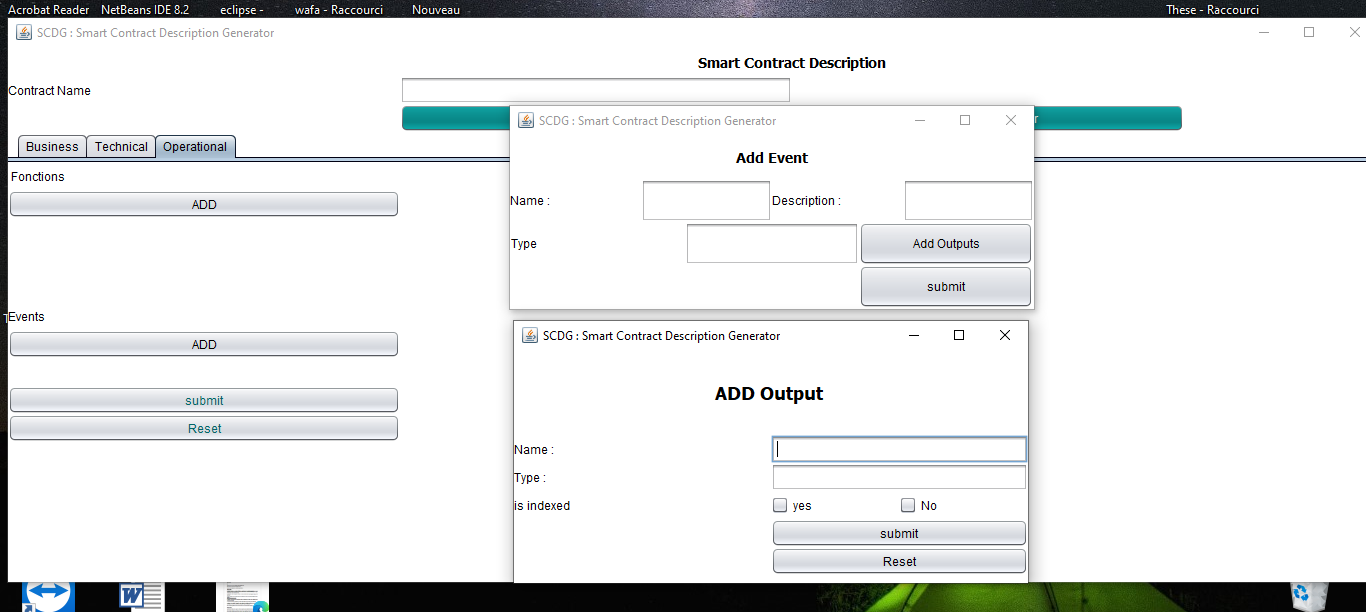 Acrobat Reader NetBeans IDE 8.2 eclipse - wafa - Raccourci Nouveau These - Raccourci
SCDG : Smart Contract Description Generator
Smart Contract Description
Contract Name
Business Technical Operational
Fonctions
ADD
Events
ADD
submit
Reset
SCDG : Smart Contract Description Generator
Add Event
Name : Description :
Type Add Outputs
submit
SCDG : Smart Contract Description Generator
ADD Output
Name :
Type :
is indexed yes No
submit
Reset